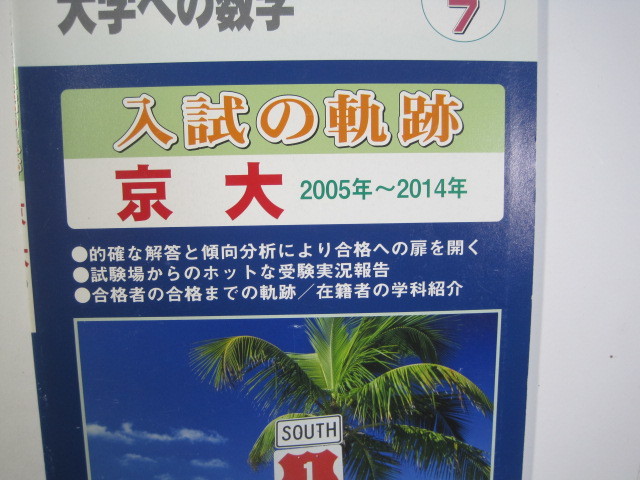 大学への数学
7
入試の軌跡
京大
2005年～2014年
●的確な解答と傾向分析により合格への扉を開く
●試験場からのホットな受験実況報告
●合格者の合格までの軌跡／在籍者の学科紹介
SOUTH
1